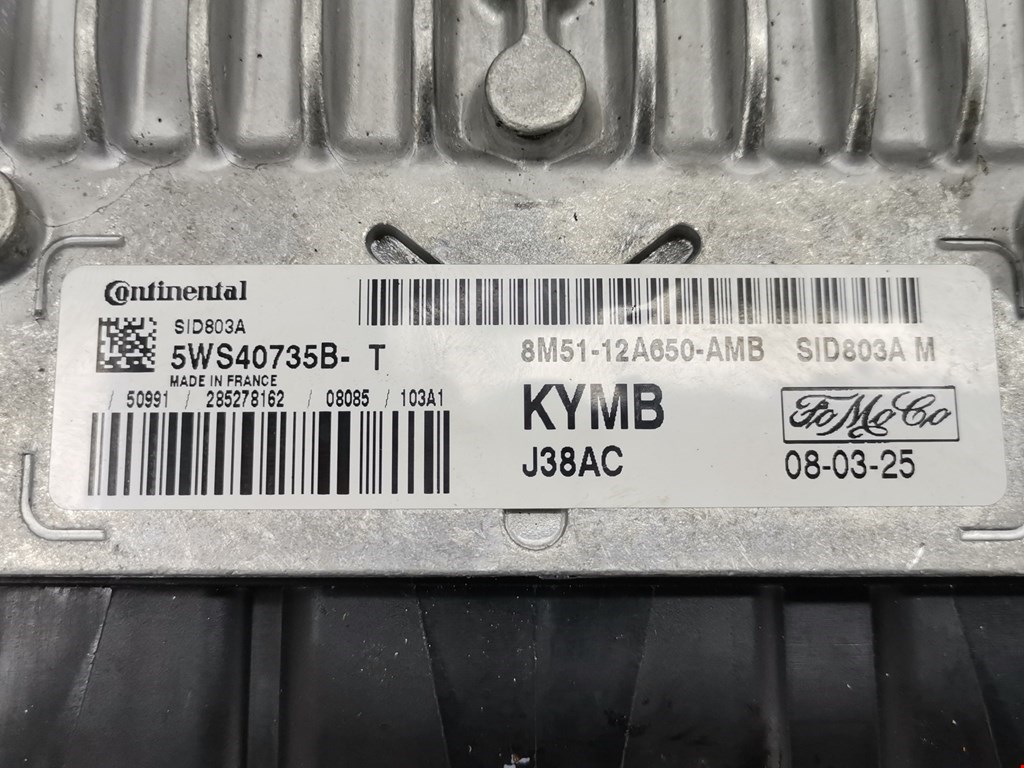 Continental
SID803A
5WS40735B- T
MADE IN FRANCE
/ 50991 / 285278162 / 08085 / 103A1
8M51-12A650-AMB SID803A M
KYMB
FoMoCo
J38AC
08-03-25